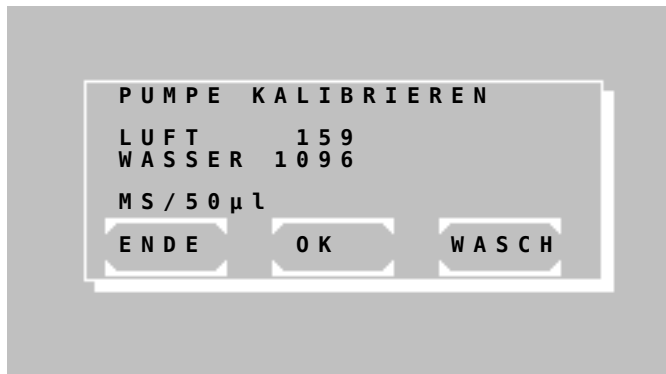 PUMPE KALIBRIEREN
LUFT 159
WASSER 1096
MS/50µl
ENDE OK WASCH